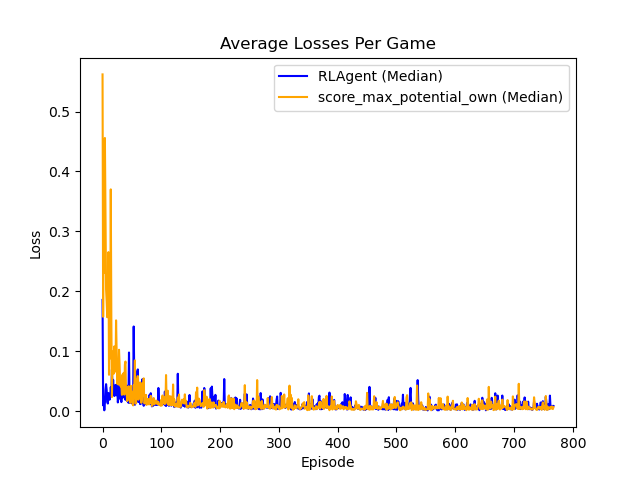 Average Losses Per Game
RLAgent (Median)
score_max_potential_own (Median)
Loss
0.5
0.4
0.3
0.2
0.1
0.0
0 100 200 300 400 500 600 700 800
Episode